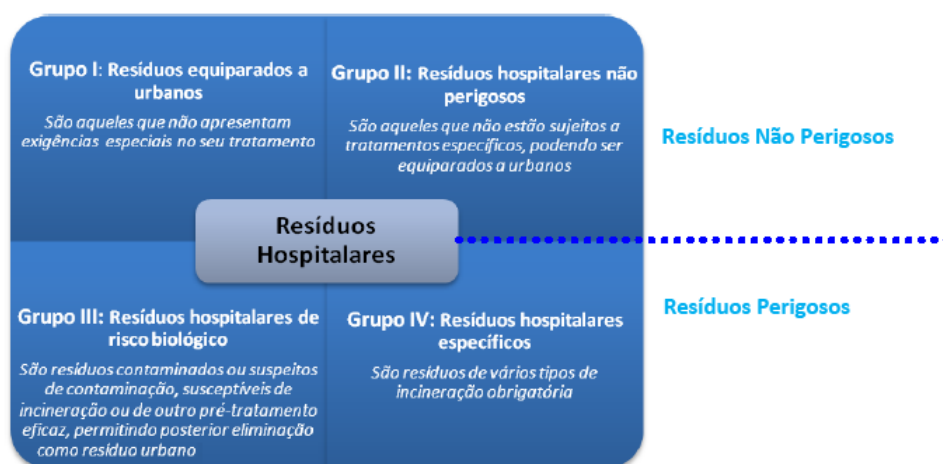 Grupo I: Resíduos equiparados a
urbanos
São aqueles que não apresentam
exigências especiais no seu tratamento
Grupo II: Resíduos hospitalares não
perigosos
São aqueles que não estão sujeitos a
tratamentos específicos, podendo ser
equiparados a urbanos
Resíduos Não Perigosos
Resíduos
Hospitalares
Grupo III: Resíduos hospitalares de
risco biológico
São resíduos contaminados ou suspeitos
de contaminação, susceptíveis de
incineração ou de outro pré-tratamento
eficaz, permitindo posterior eliminação
como resíduo urbano
Grupo IV: Resíduos hospitalares
específicos
São resíduos de vários tipos de
incineração obrigatória
Resíduos Perigosos